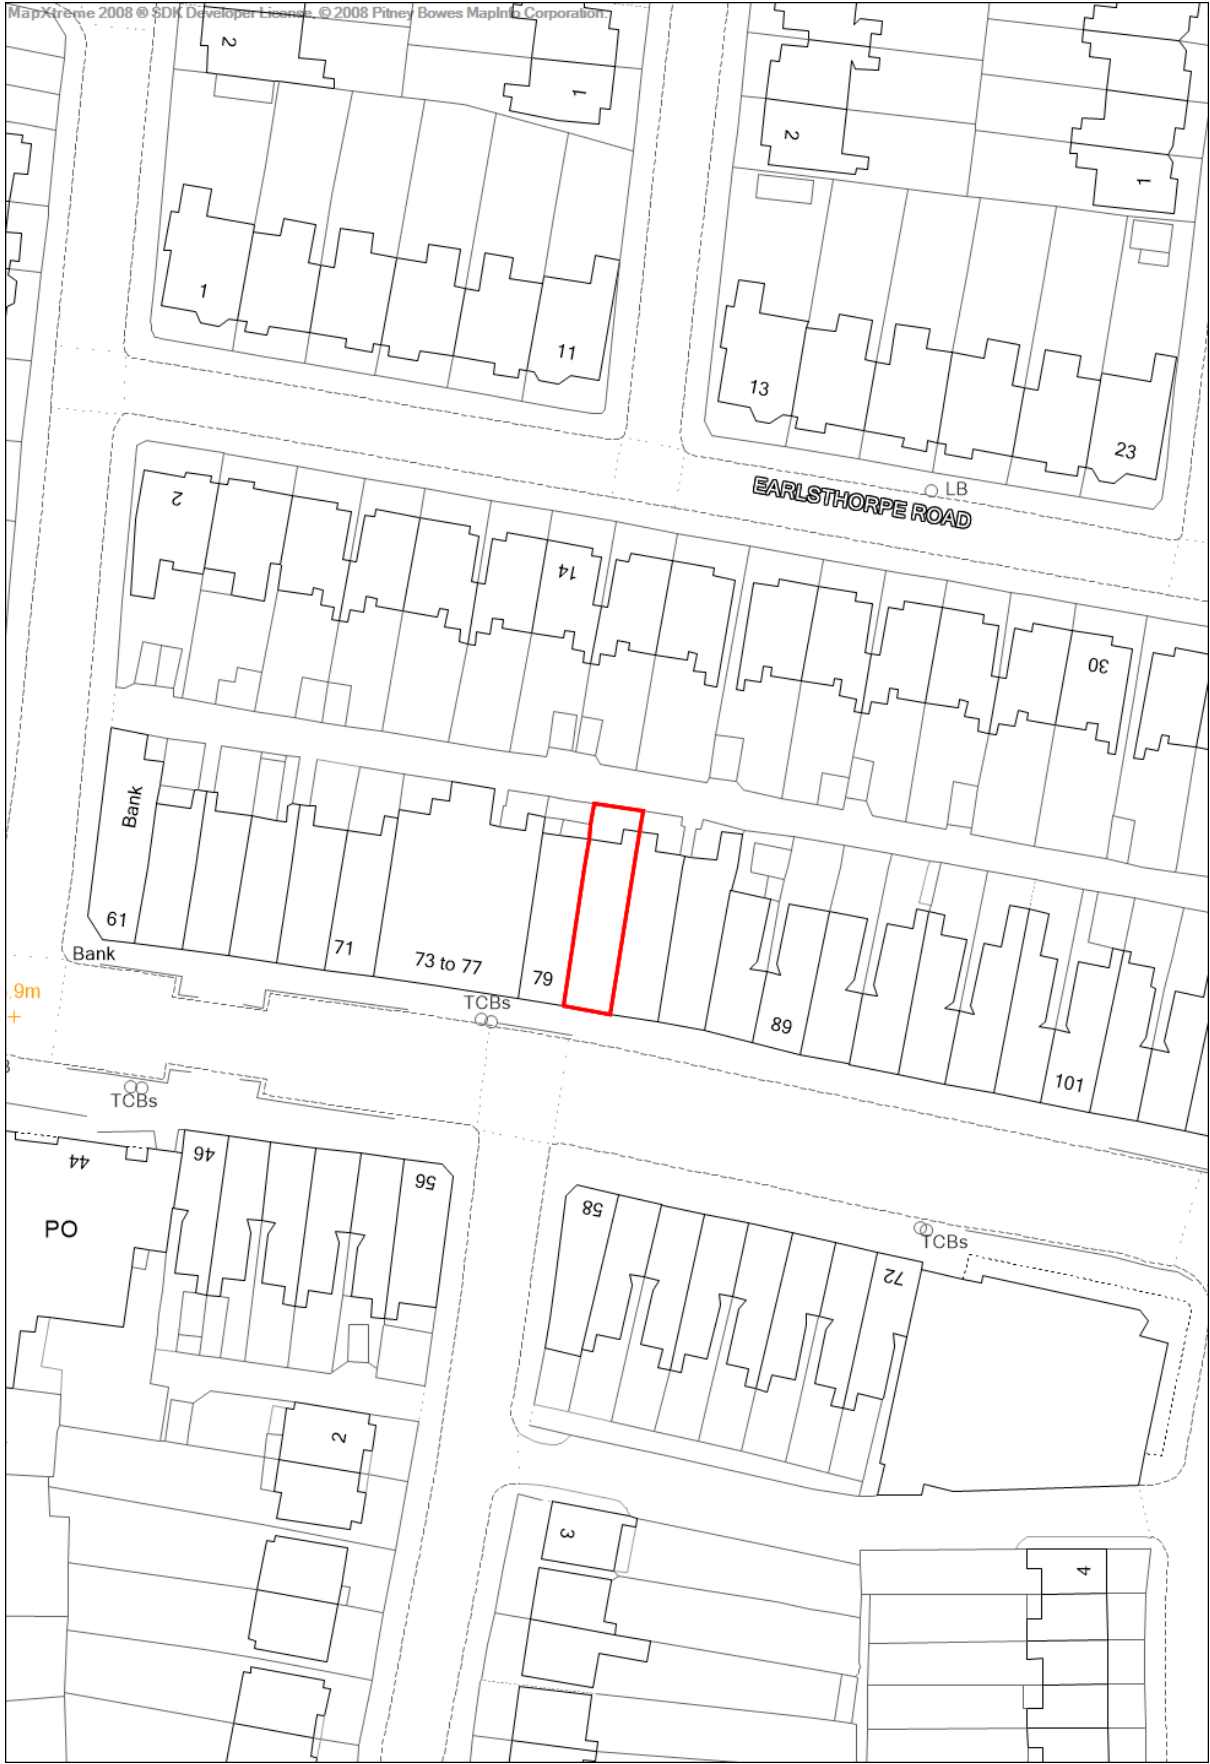 MapXtreme 2008 ® SDK Developer License. © 2008 Pitney Bowes MapInfo Corporation.
2
1
2
1
1
11
13
23
EARLSTHORPE ROAD
LB
2
14
30
Bank
61
71
73 to 77
79
89
101
Bank
.9m
TCBs
TCBs
44
46
56
PO
58
72
TCBs
2
3
4